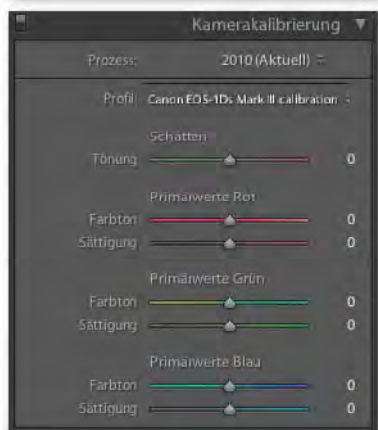 Kamerakalibrierung
Prozess: 2010 (Aktuell)
Profil: Canon EOS-1Ds Mark III calibration
Schatten
Tönung 0
Primärwerte Rot
Farbton 0
Sättigung 0
Primärwerte Grün
Farbton 0
Sättigung 0
Primärwerte Blau
Farbton 0
Sättigung 0